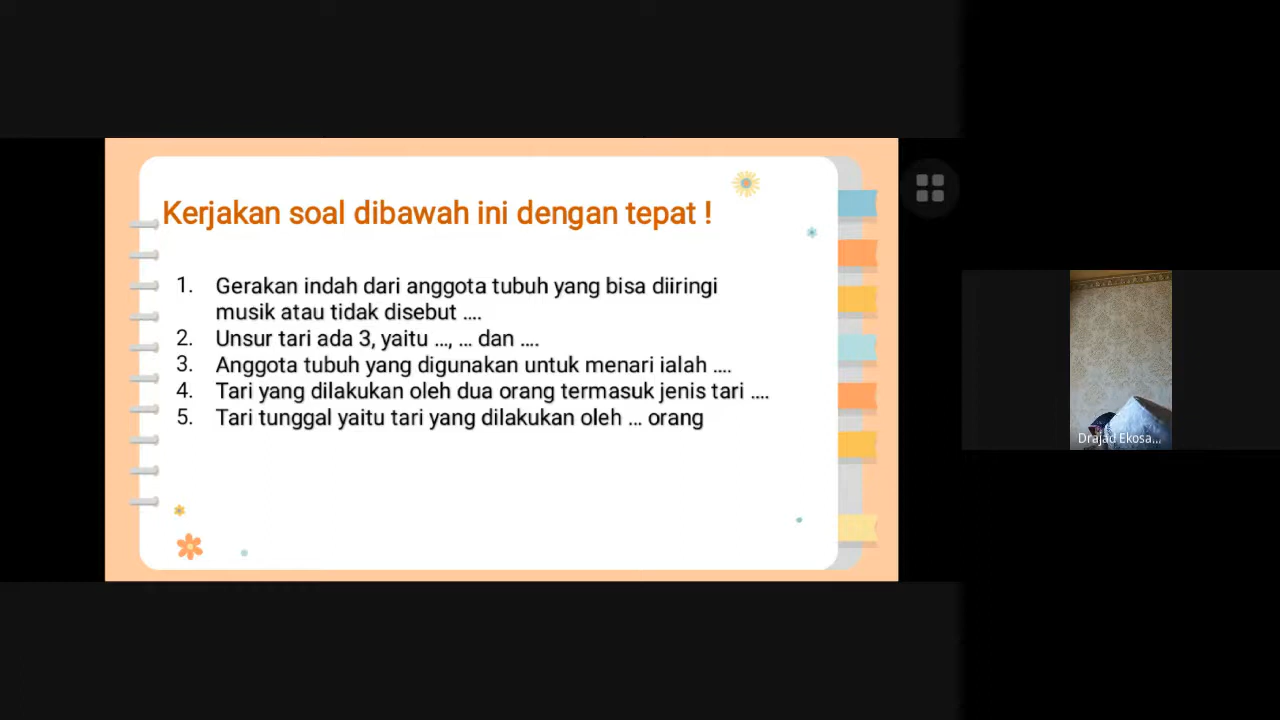 Kerjakan soal dibawah ini dengan tepat !
1. Gerakan indah dari anggota tubuh yang bisa diiringi
musik atau tidak disebut ....
2. Unsur tari ada 3, yaitu ..., ... dan ....
3. Anggota tubuh yang digunakan untuk menari ialah ....
4. Tari yang dilakukan oleh dua orang termasuk jenis tari ....
5. Tari tunggal yaitu tari yang dilakukan oleh ... orang
Drajad Ekosa...